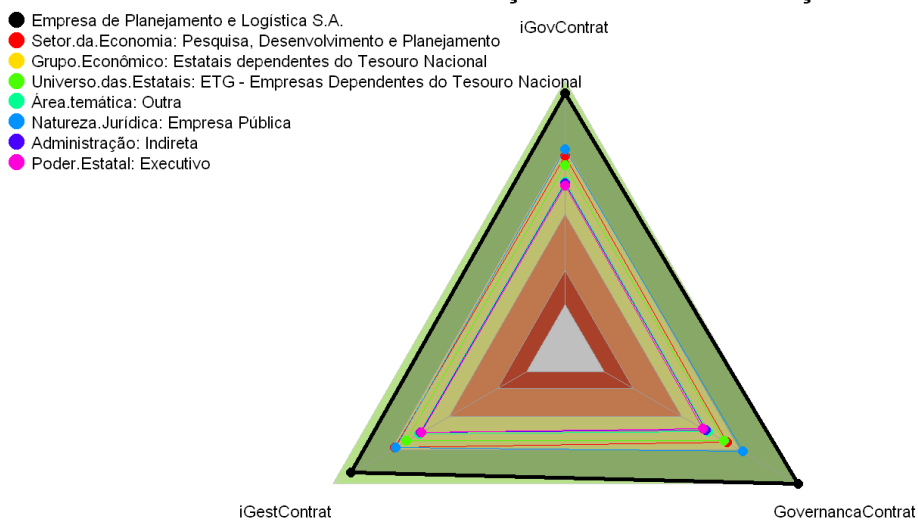 iGovContrat
Empresa de Planejamento e Logística S.A.
Setor.da.Economia: Pesquisa, Desenvolvimento e Planejamento
Grupo.Econômico: Estatais dependentes do Tesouro Nacional
Universo.das.Estatais: ETG - Empresas Dependentes do Tesouro Nacional
Área.temática: Outra
Natureza.Jurídica: Empresa Pública
Administração: Indireta
Poder.Estatal: Executivo
iGestContrat
GovernancaContrat